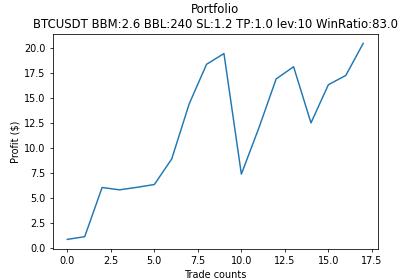 Portfolio
BTCUSDT BBM:2.6 BBL:240 SL:1.2 TP:1.0 lev:10 WinRatio:83.0
20.0
17.5
15.0
12.5
10.0
7.5
5.0
2.5
0.0
Profit ($)
0.0 2.5 5.0 7.5 10.0 12.5 15.0 17.5
Trade counts